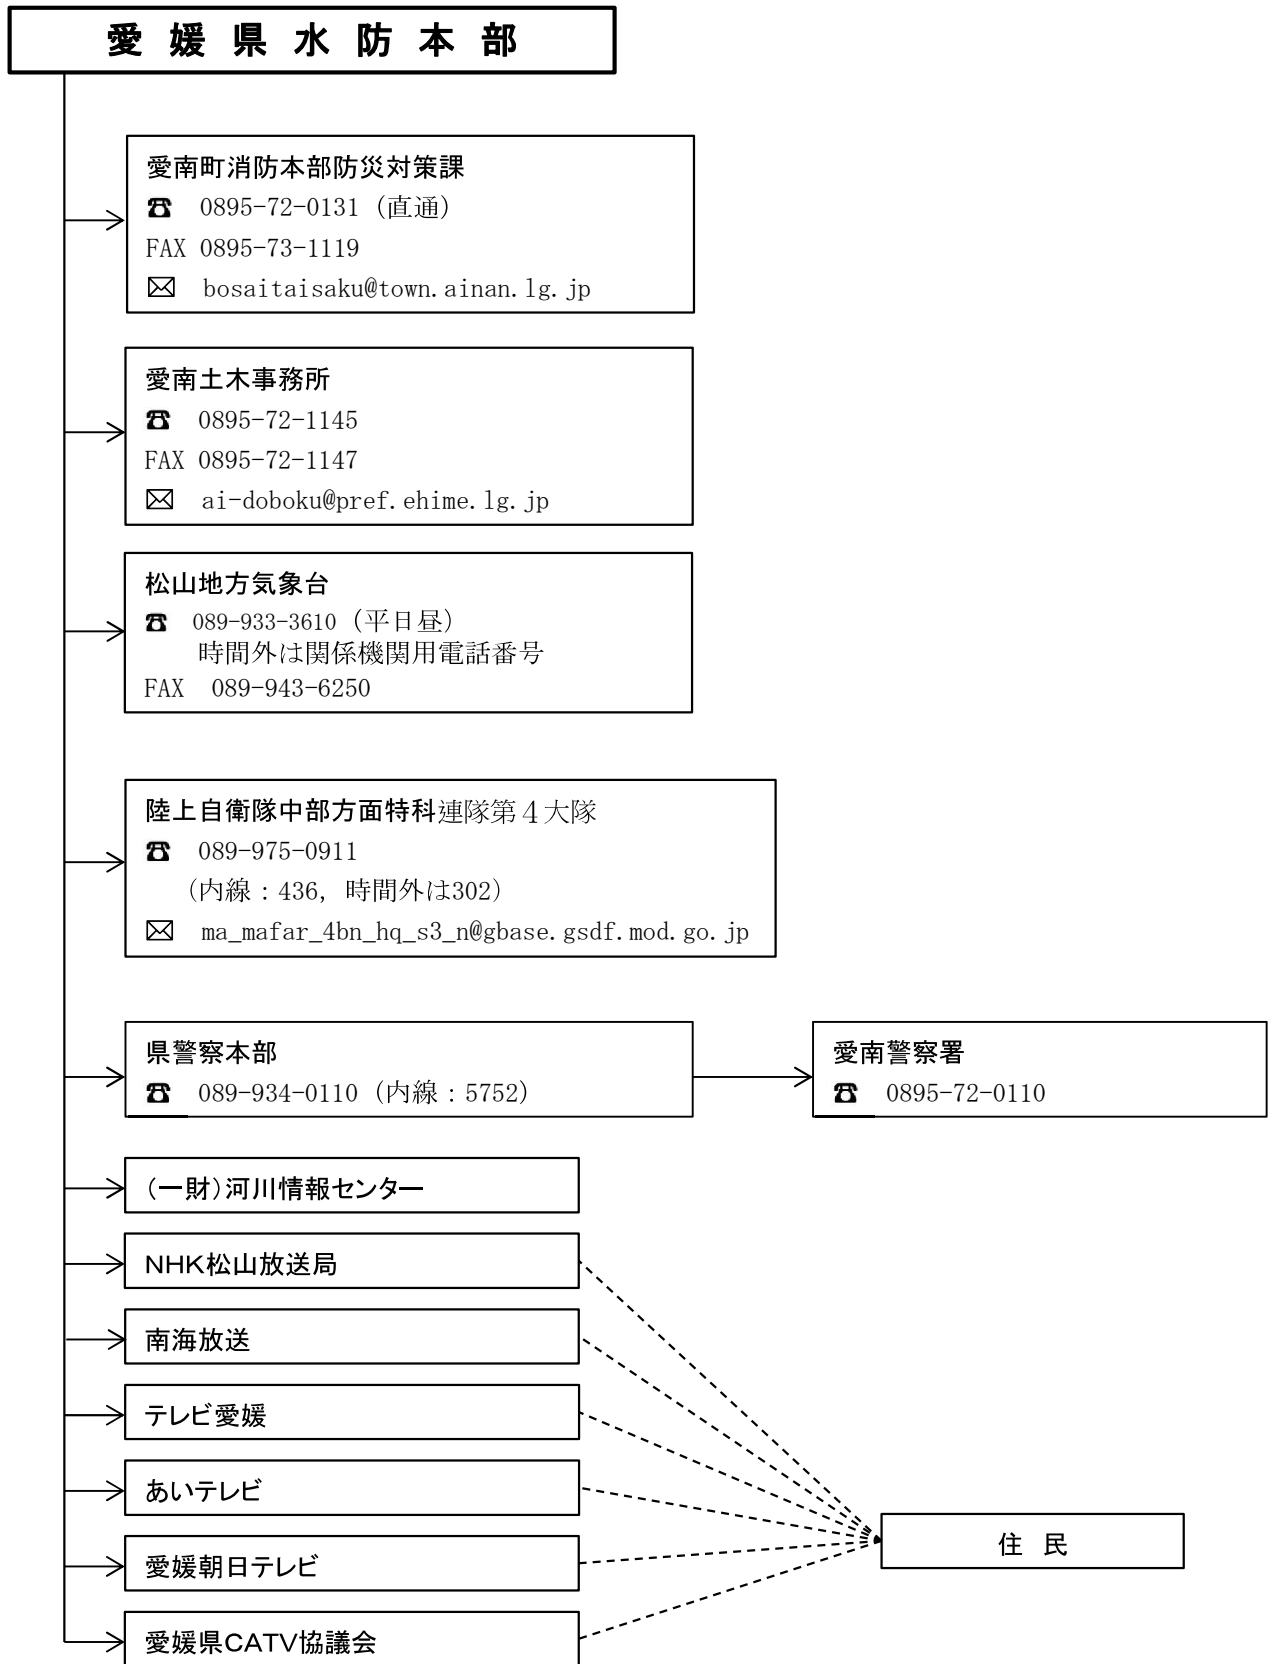 愛媛県水防本部
愛南町消防本部防災対策課
☎ 0895-72-0131（直通）
FAX 0895-73-1119
✉ bosaitaisaku@town.ainan.lg.jp
愛南土木事務所
☎ 0895-72-1145
FAX 0895-72-1147
✉ ai-doboku@pref.ehime.lg.jp
松山地方気象台
☎ 089-933-3610（平日昼）
時間外は関係機関用電話番号
FAX 089-943-6250
陸上自衛隊中部方面特科連隊第４大隊
☎ 089-975-0911
（内線：436，時間外は302）
✉ ma_mafar_4bn_hq_s3_n@gbase.gsdf.mod.go.jp
県警察本部
☎ 089-934-0110（内線：5752）
愛南警察署
☎ 0895-72-0110
（一財）河川情報センター
NHK松山放送局
南海放送
テレビ愛媛
あいテレビ
愛媛朝日テレビ
愛媛県CATV協議会
住民